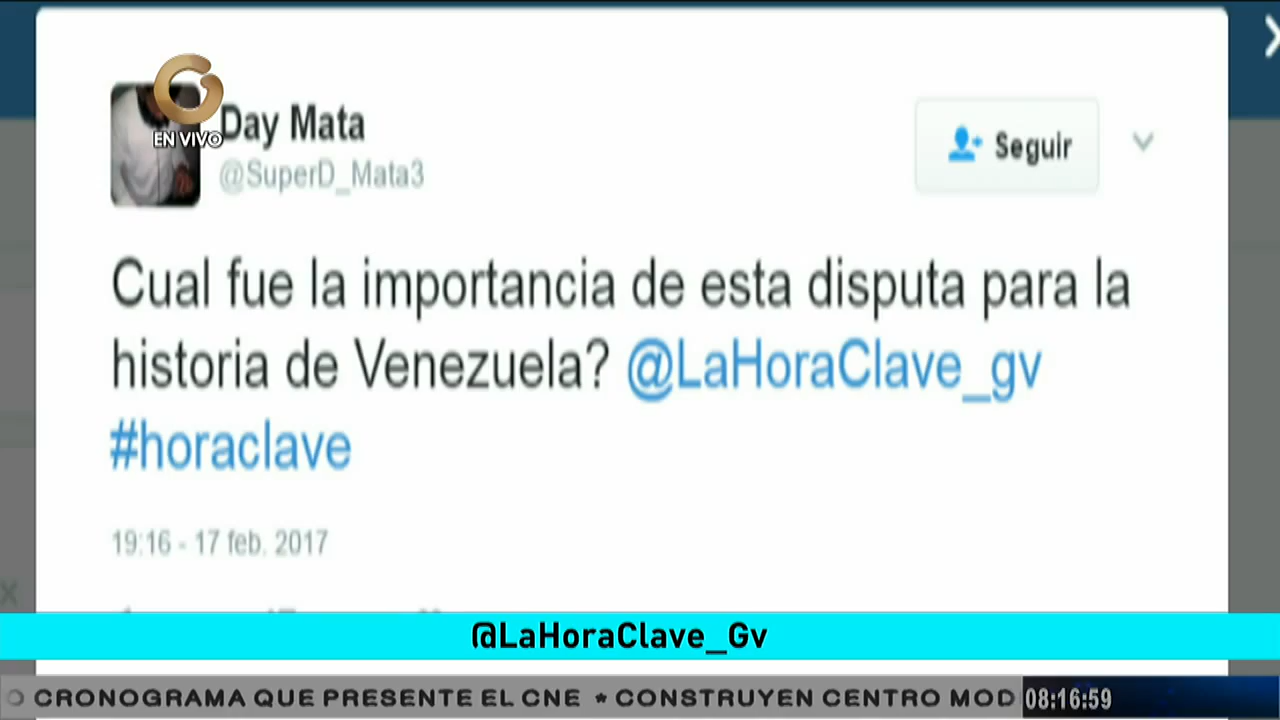 EN VIVO
Day Mata
@SuperD_Mata3
Seguir
Cual fue la importancia de esta disputa para la
historia de Venezuela? @LaHoraClave_gv
#horaclave
19:16 - 17 feb. 2017
@LaHoraClave_Gv
O CRONOGRAMA QUE PRESENTE EL CNE * CONSTRUYEN CENTRO MOD
08:16:59